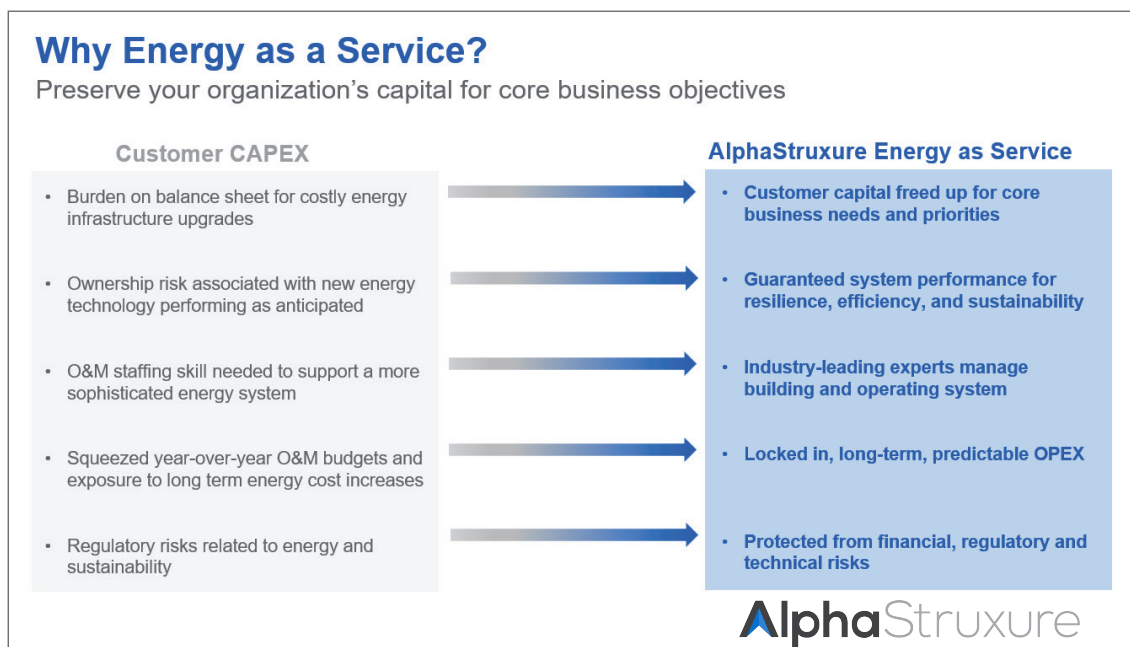 Why Energy as a Service?
Preserve your organization’s capital for core business objectives
Customer CAPEX
• Burden on balance sheet for costly energy
infrastructure upgrades
• Ownership risk associated with new energy
technology performing as anticipated
• O&M staffing skill needed to support a more
sophisticated energy system
• Squeezed year-over-year O&M budgets and
exposure to long term energy cost increases
• Regulatory risks related to energy and
sustainability
AlphaStruxure Energy as Service
• Customer capital freed up for core
business needs and priorities
• Guaranteed system performance for
resilience, efficiency, and sustainability
• Industry-leading experts manage
building and operating system
• Locked in, long-term, predictable OPEX
• Protected from financial, regulatory and
technical risks
AlphaStruxure